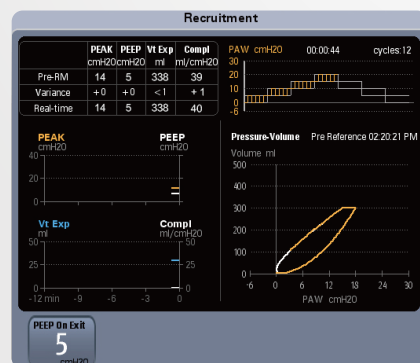 Recruitment
PEAK PEEP Vt Exp Compl
cmH20 cmH20 ml ml/cmH20
Pre-RM 14 5 338 39
Variance +0 +0 <1 +1
Real-time 14 5 338 40
PAW cmH20 00:00:44 cycles:12
30
20
10
0
-6
PEAK PEEP
cmH20 cmH20
40
20
0
Vt Exp Compl
ml ml/cmH20
50 50
25 25
0 0
-12 min -9 -6 -3 0
Pressure-Volume Pre Reference 02:20:21 PM
Volume ml
500
400
300
200
100
0
-6 0 6 12 18 24 30
PAW cmH20
PEEP On Exit
5
cmH20